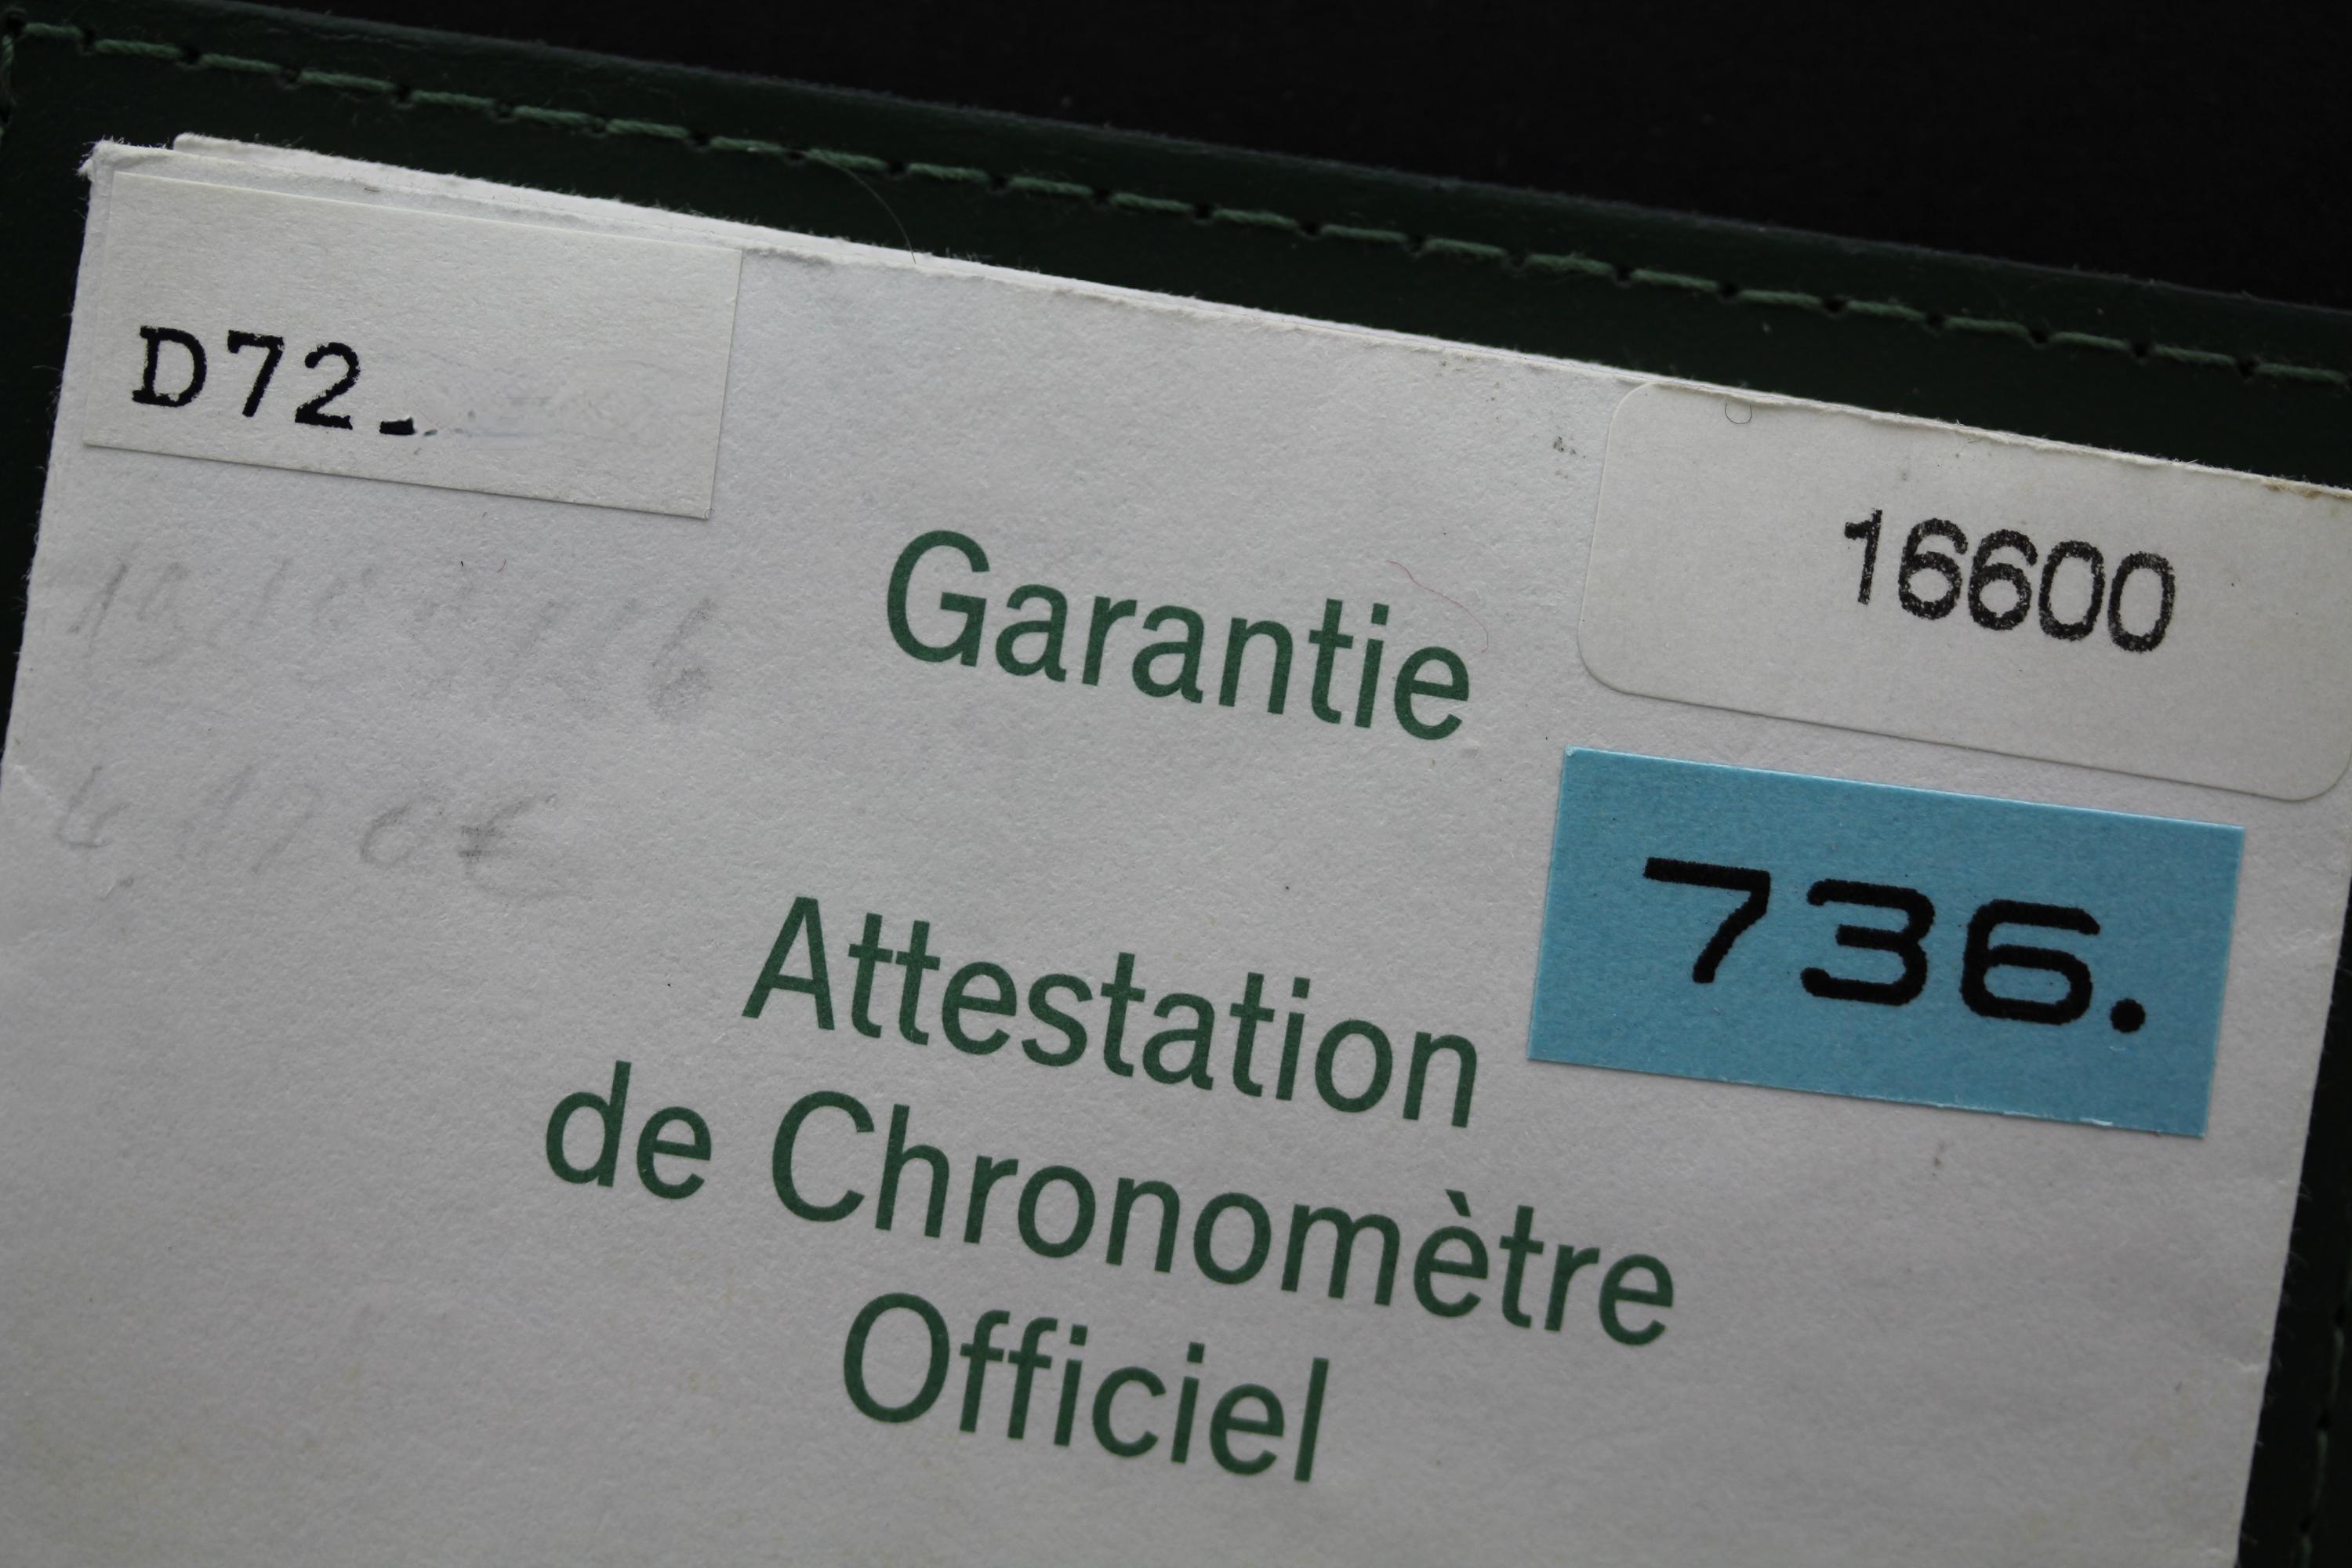 D72.
16600
Garantie
736.
Attestation
de Chronomètre
Officiel